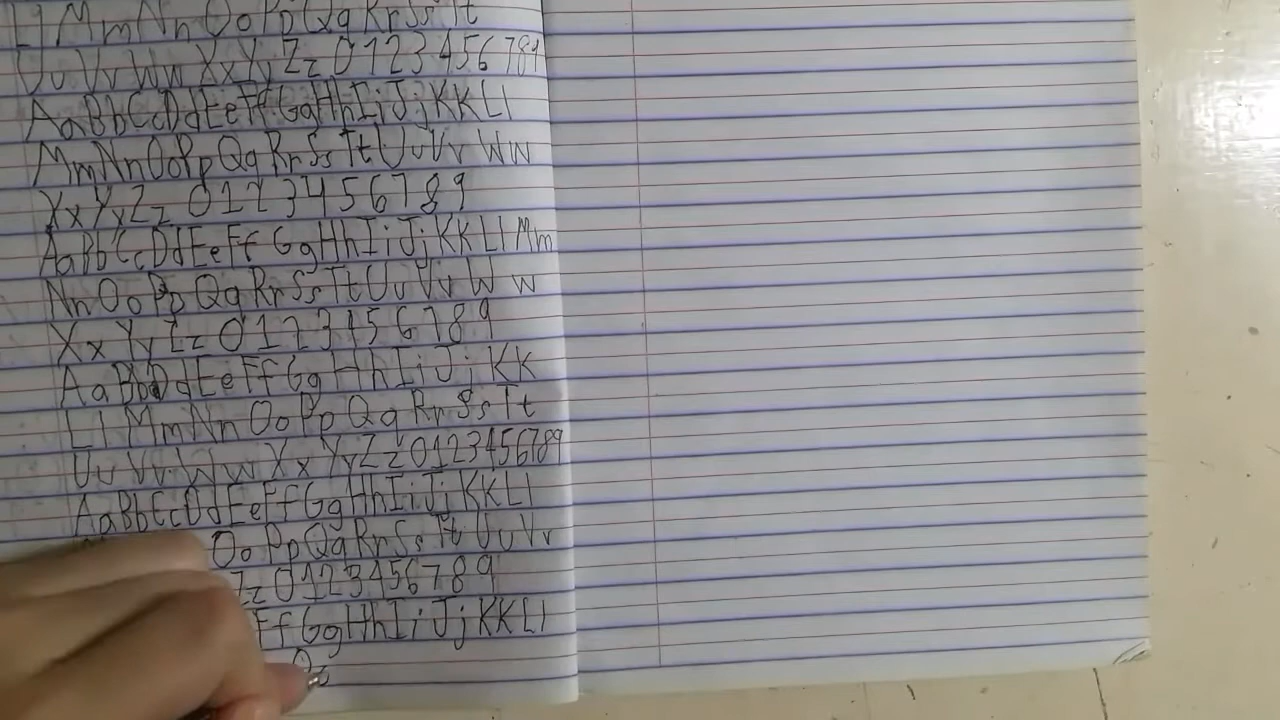 Ll Mm Nn Oo Pp Qq Rr Ss Tt
Uu Vv Ww Xx Yy Zz 0 1 2 3 4 5 6 7 8 9
Aa Bb Cc Dd Ee Ff Gg Hh Ii Jj KK Ll
Mm Nn Oo Pp Qq Rr Ss Tt Uu Vv Ww
Xx Yy Zz 0 1 2 3 4 5 6 7 8 9
Aa Bb Cc Dd Ee Ff Gg Hh Ii Jj KK Ll Mm
Nn Oo Pp Qq Rr Ss Tt Uu Vv Ww
Xx Yy Zz 0 1 2 3 4 5 6 7 8 9
Aa Bb Dd Ee Ff Gg Hh Ii Jj KK
Ll Mm Nn Oo Pp Qq Rr Ss Tt
Uu Vv Ww Xx Yy Zz 0 1 2 3 4 5 6 7 8 9
Aa Bb Cc Dd Ee Ff Gg Hh Ii Jj KK Ll
Oo Pp Qq Rr Ss Tt Uu Vv
Zz 0 1 2 3 4 5 6 7 8 9
Ff Gg Hh Ii Jj KK Ll